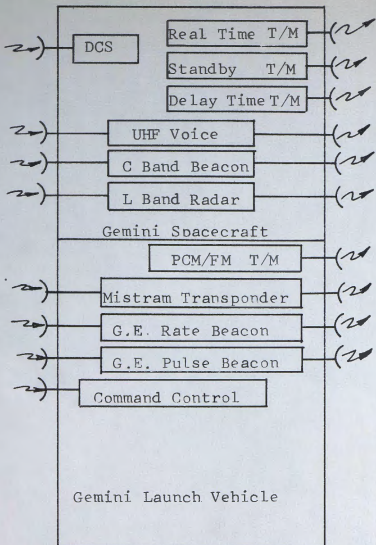 Real Time T/M
DCS
Standby T/M
Delay Time T/M
UHF Voice
C Band Beacon
L Band Radar
Gemini Spacecraft
PCM/FM T/M
Mistram Transponder
G.E. Rate Beacon
G.E. Pulse Beacon
Command Control
Gemini Launch Vehicle